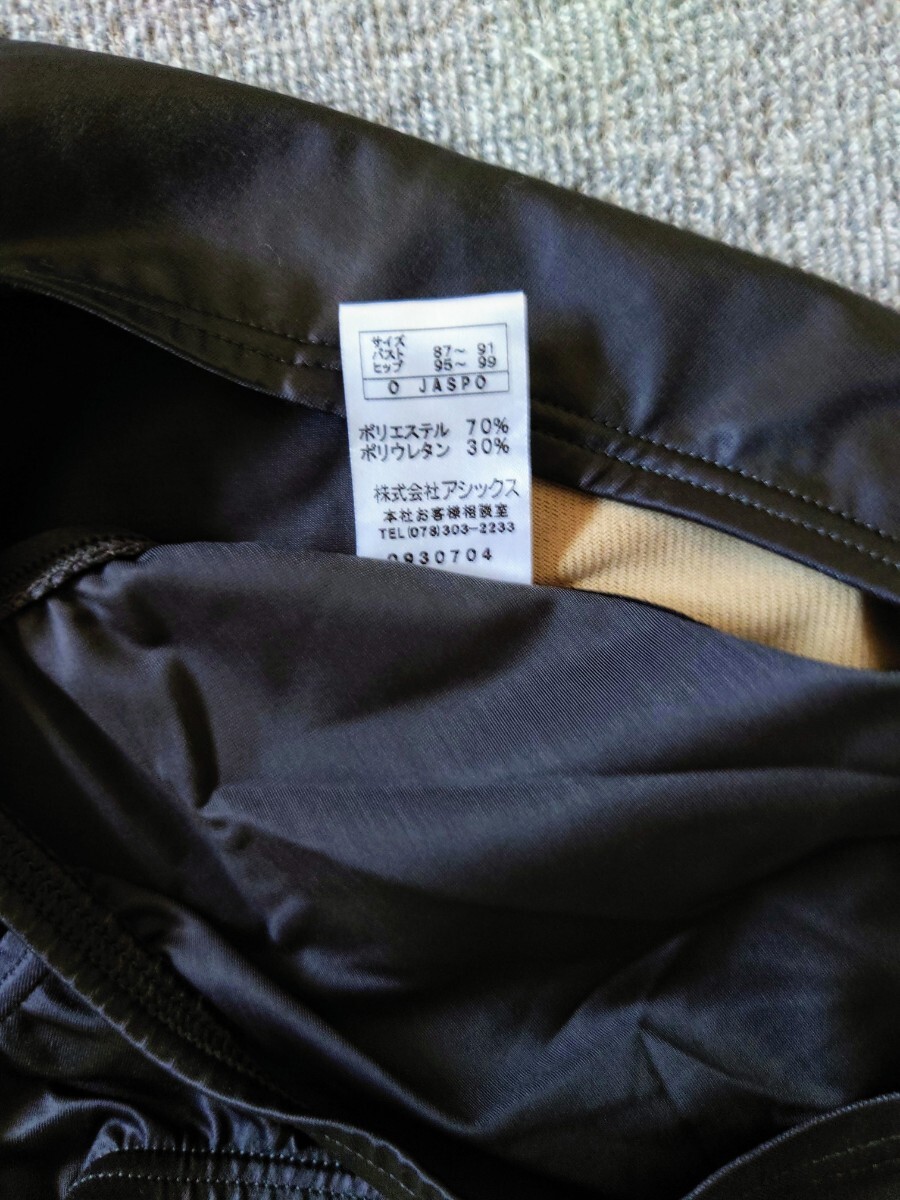 サイズ
バスト 87～ 91
ヒップ 95～ 99
O JASPO
ポリエステル 70%
ポリウレタン 30%
株式会社アシックス
本社お客様相談室
TEL(078)303-2233
0930704